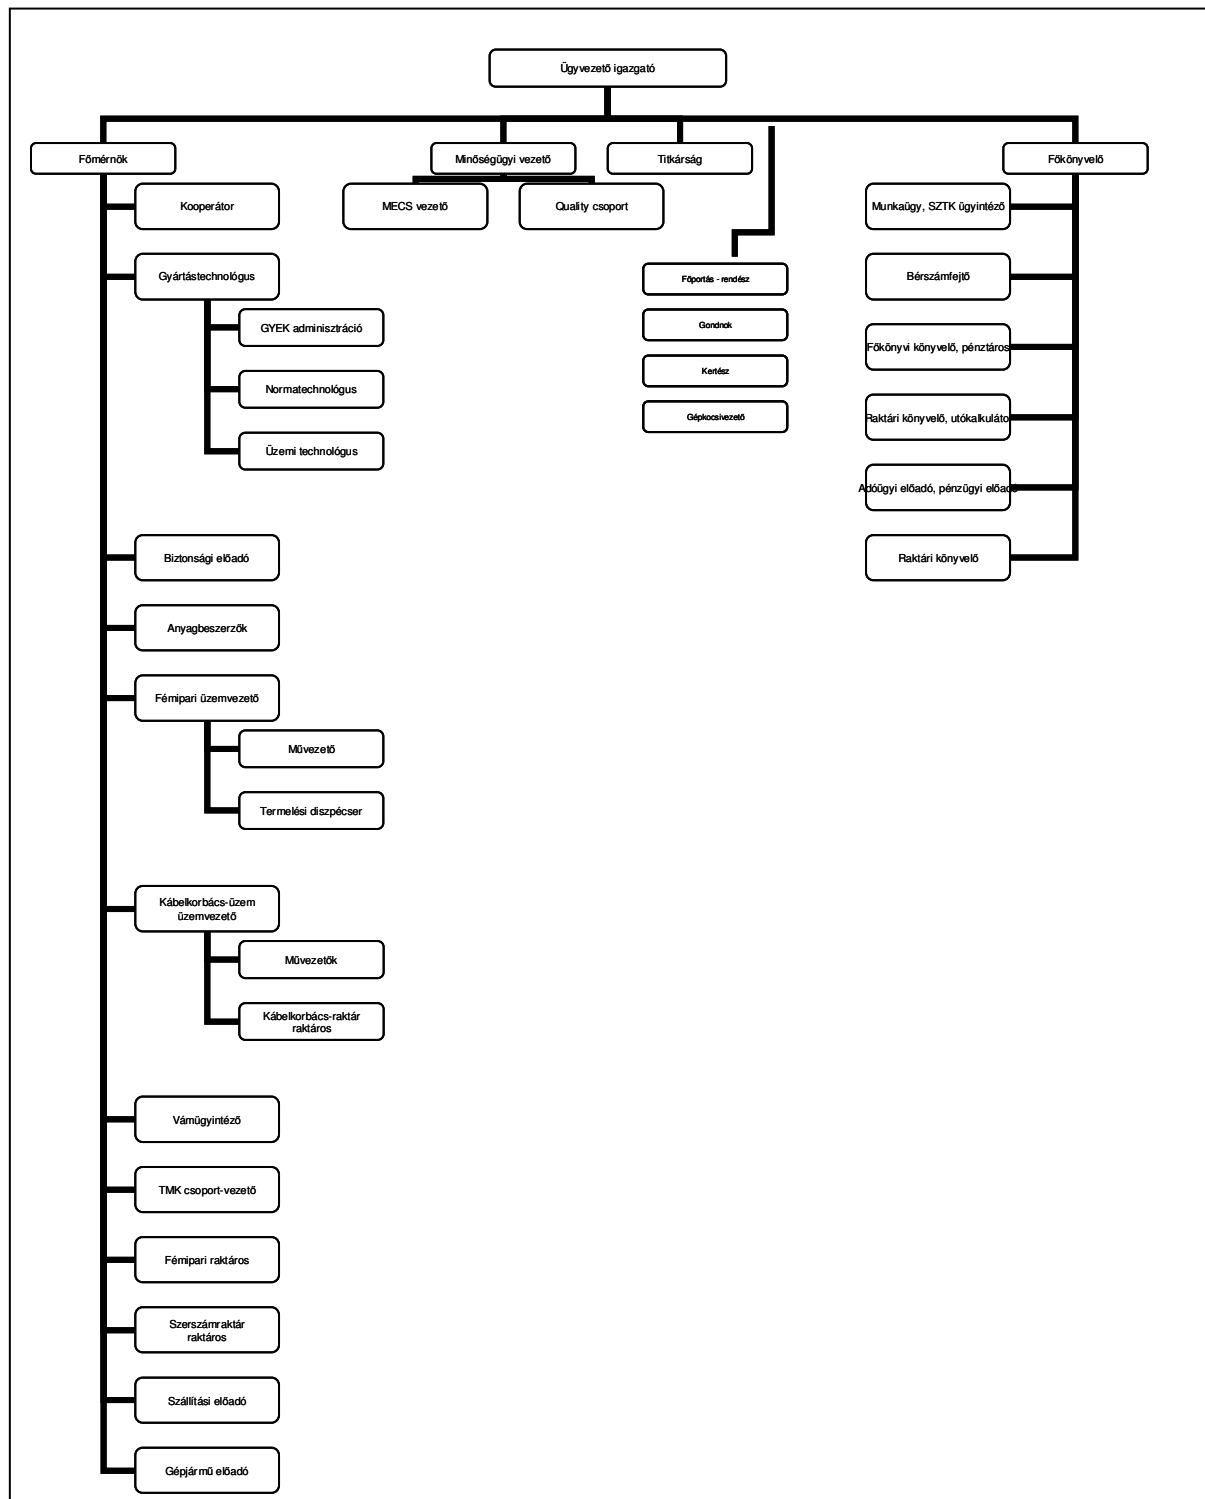 Ügyvezető igazgató
Főmérnök
Minőségügyi vezető
Titkárság
Főkönyvelő
Kooperátor
MECS vezető
Quality csoport
Munkaügy, SZTK ügyintéző
Gyártástechnológus
Főportás - rendész
Bérszámfejtő
GYEK adminisztráció
Gondnok
Főkönyvi könyvelő, pénztáros
Normatechnológus
Kertész
Raktári könyvelő, utókalkuláto
Gépkocsivezető
Üzemi technológus
Adóügyi előadó, pénzügyi előadó
Biztonsági előadó
Raktári könyvelő
Anyagbeszerzők
Fémipari üzemvezető
Művezető
Termelési diszpécser
Kábelkorbács-üzem
üzemvezető
Művezetők
Kábelkorbács-raktár
raktáros
Vámügyintéző
TMK csoport-vezető
Fémipari raktáros
Szerszámraktár
raktáros
Szállítási előadó
Gépjármű előadó